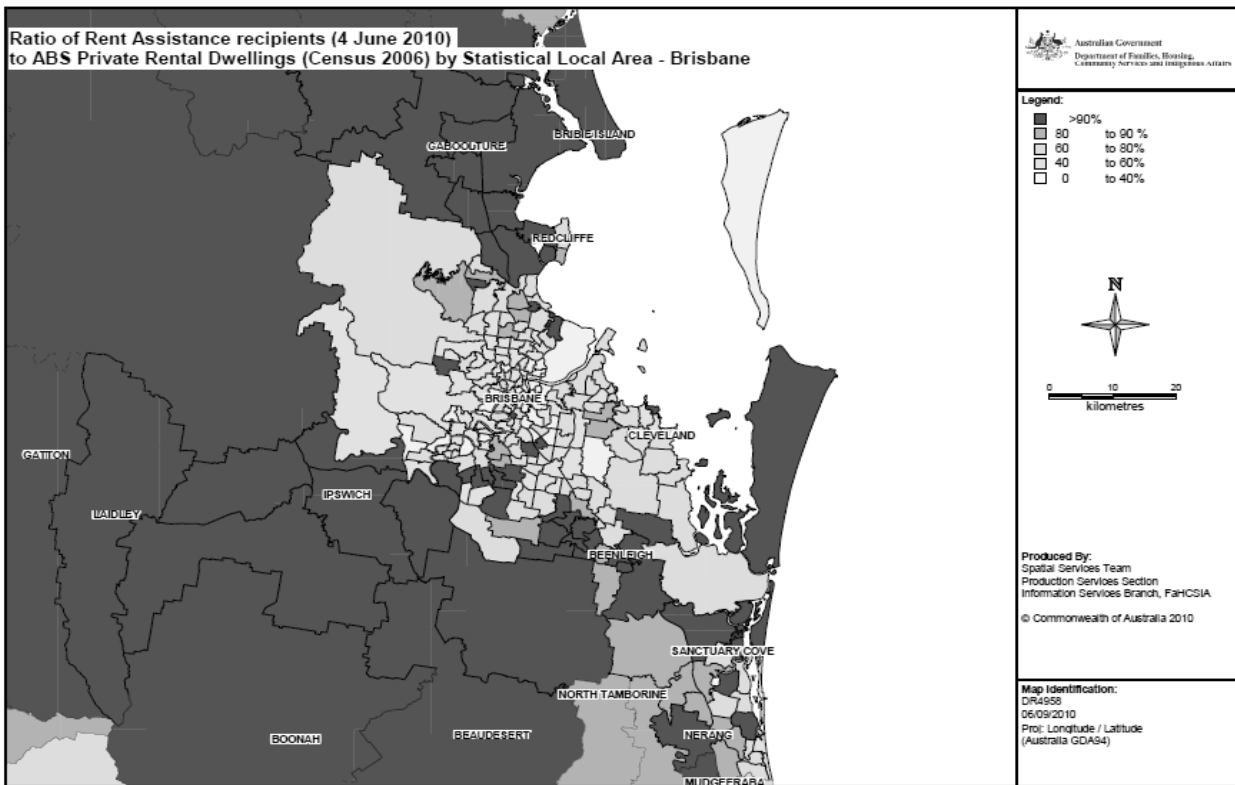 Ratio of Rent Assistance recipients (4 June 2010)
to ABS Private Rental Dwellings (Census 2006) by Statistical Local Area - Brisbane
Australian Government
Department of Families, Housing,
Community Services and Indigenous Affairs
Legend:
>90%
80 to 90 %
60 to 80%
40 to 60%
0 to 40%
N
0 10 20
kilometres
BRIBIE ISLAND
CABOOLTURE
REDCLIFFE
BRISBANE
CLEVELAND
GATTON
IPSWICH
LAIDLEY
BEENLEIGH
SANCTUARY COVE
NORTH TAMBORINE
BOONAH
BEAUDESERT
NERANG
MUDGEERABA
Produced By:
Spatial Services Team
Production Services Section
Information Services Branch, FaHCSIA
© Commonwealth of Australia 2010
Map Identification:
DR4958
06/09/2010
Proj: Longitude / Latitude
(Australia GDA94)